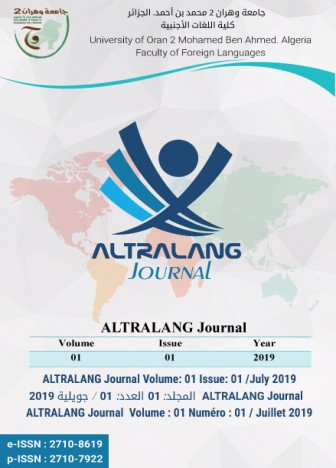 جامعة وهران 2
جامعة وهران 2 محمد بن أحمد. الجزائر
كلية اللغات الأجنبية
University of Oran 2 Mohamed Ben Ahmed. Algeria
Faculty of Foreign Languages
ALTRALANG
JOURNAL
ALTRALANG Journal
Volume Issue Year
01 01 2019
ALTRALANG Journal Volume: 01 Issue: 01 /July 2019
ALTRALANG Journal المجلد: 01 العدد: 01 / جويلية 2019
ALTRALANG Journal Volume : 01 Numéro : 01 / Juillet 2019
e-ISSN : 2710-8619
p-ISSN : 2710-7922